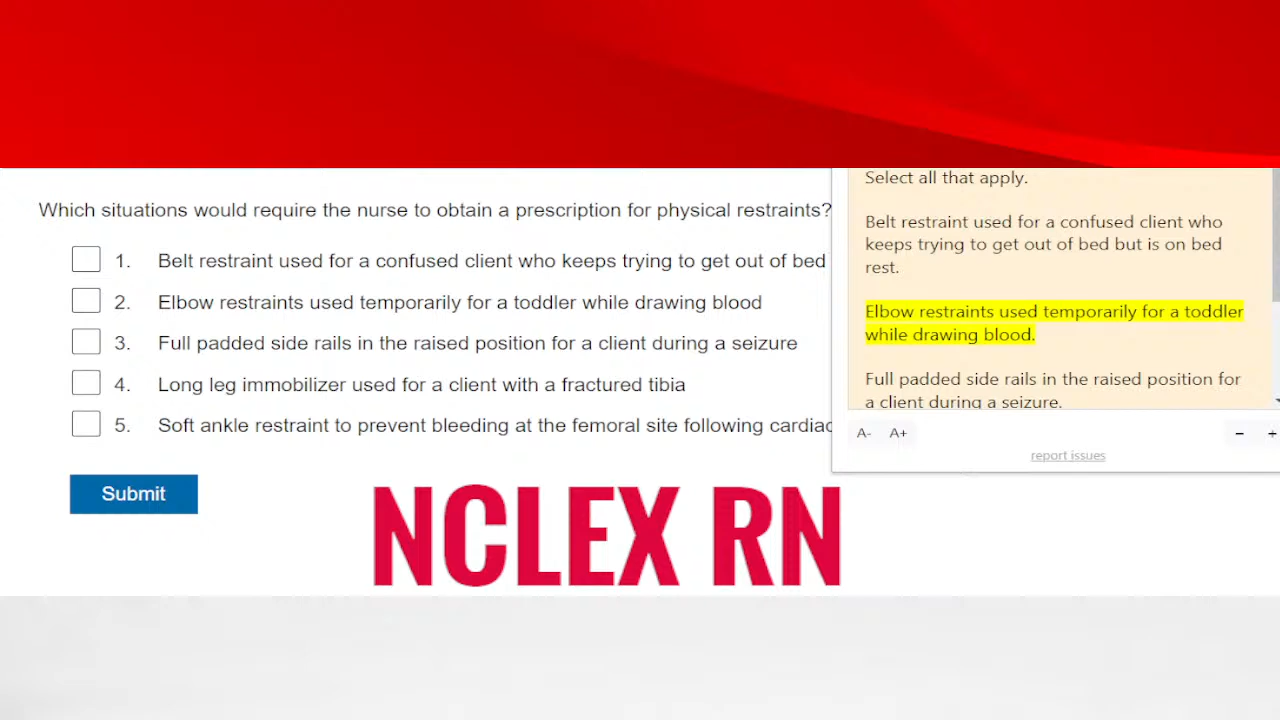 Which situations would require the nurse to obtain a prescription for physical restraints?
1. Belt restraint used for a confused client who keeps trying to get out of bed
2. Elbow restraints used temporarily for a toddler while drawing blood
3. Full padded side rails in the raised position for a client during a seizure
4. Long leg immobilizer used for a client with a fractured tibia
5. Soft ankle restraint to prevent bleeding at the femoral site following cardiac
Submit
Select all that apply.
Belt restraint used for a confused client who
keeps trying to get out of bed but is on bed
rest.
Elbow restraints used temporarily for a toddler
while drawing blood.
Full padded side rails in the raised position for
a client during a seizure.
A- A+ − +
report issues
NCLEX RN